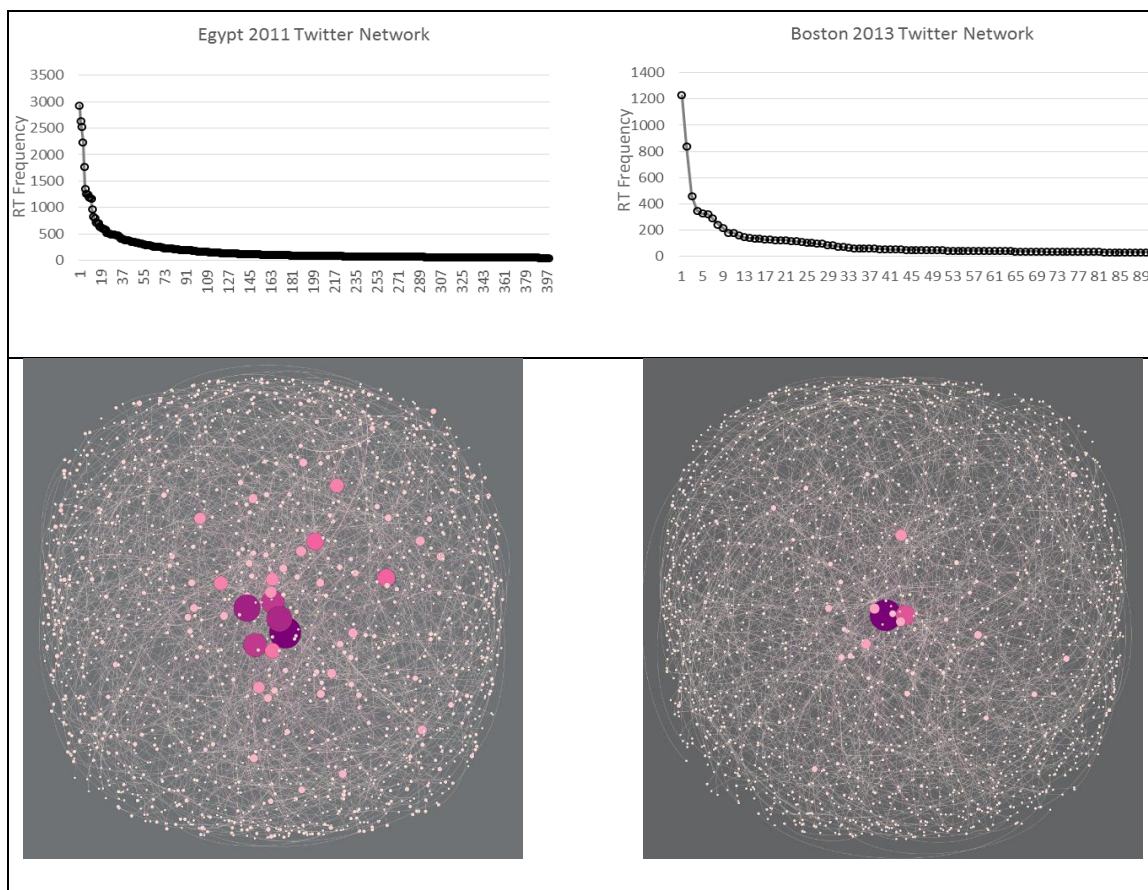 Egypt 2011 Twitter Network
RT Frequency
3500
3000
2500
2000
1500
1000
500
0
1 19 37 55 73 91 109 127 145 163 181 199 217 235 253 271 289 307 325 343 361 379 397
Boston 2013 Twitter Network
RT Frequency
1400
1200
1000
800
600
400
200
0
1 5 9 13 17 21 25 29 33 37 41 45 49 53 57 61 65 69 73 77 81 85 89